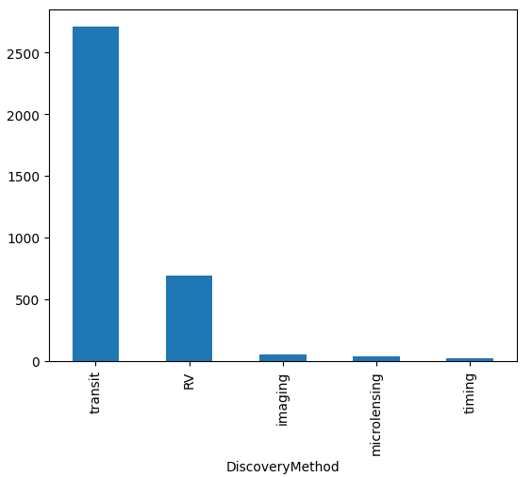 2500
2000
1500
1000
500
0
transit
RV
imaging
microlensing
timing
DiscoveryMethod